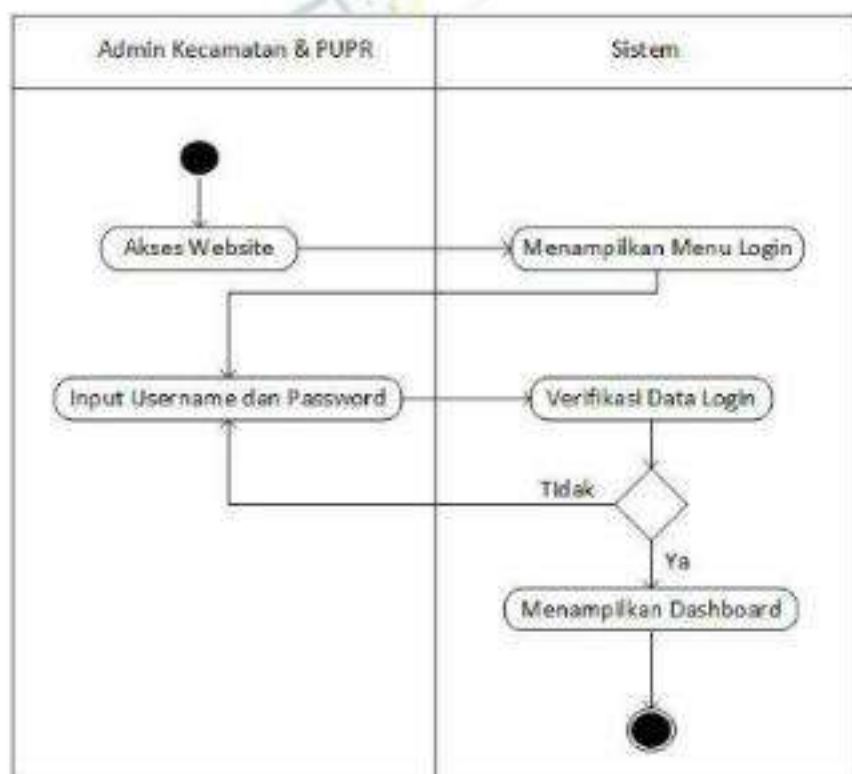 Admin Kecamatan & PUPR
Sistem
Akses Website
Menampilkan Menu Login
Input Username dan Password
Verifikasi Data Login
Tidak
Ya
Menampilkan Dashboard